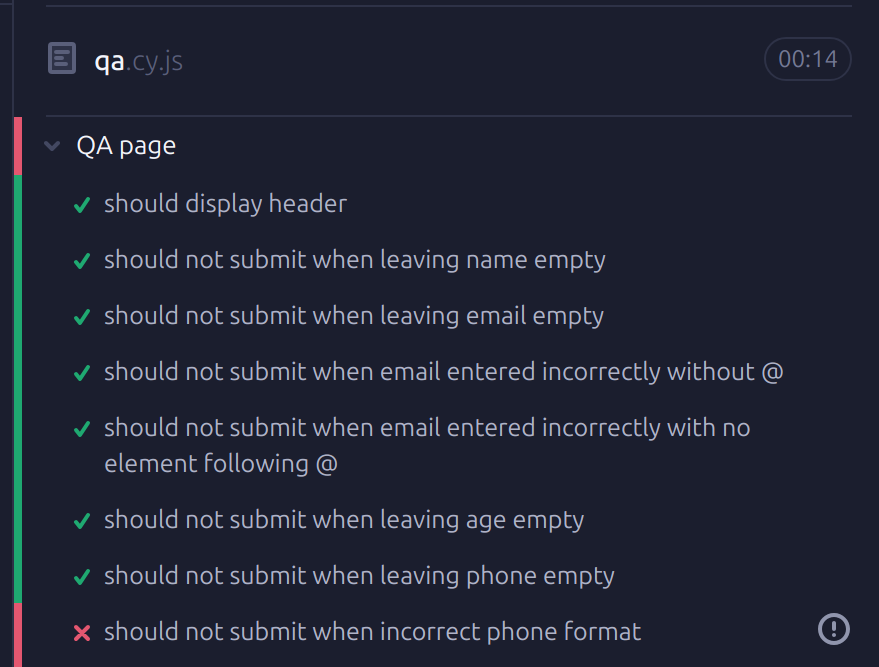 qa.cy.js
00:14
QA page
should display header
should not submit when leaving name empty
should not submit when leaving email empty
should not submit when email entered incorrectly without @
should not submit when email entered incorrectly with no
element following @
should not submit when leaving age empty
should not submit when leaving phone empty
should not submit when incorrect phone format